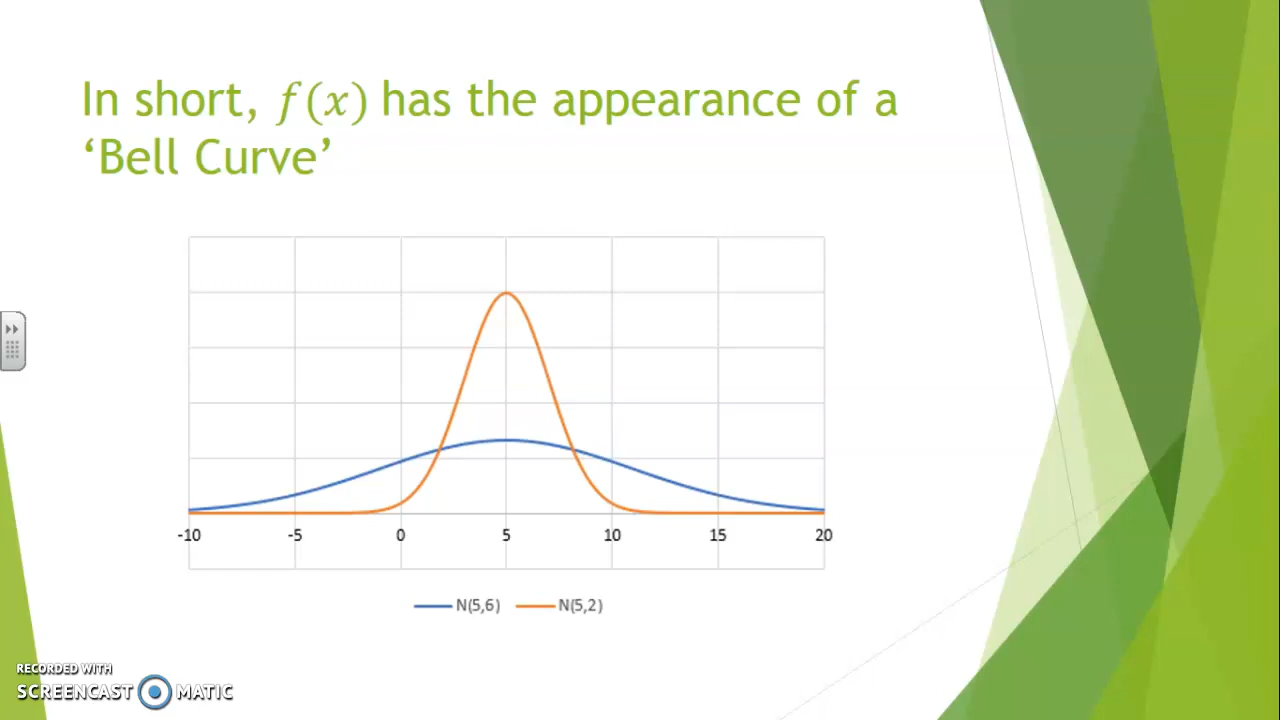 In short, f(x) has the appearance of a
‘Bell Curve’
-10 -5 0 5 10 15 20
N(5,6) N(5,2)
RECORDED WITH
SCREENCAST MATIC